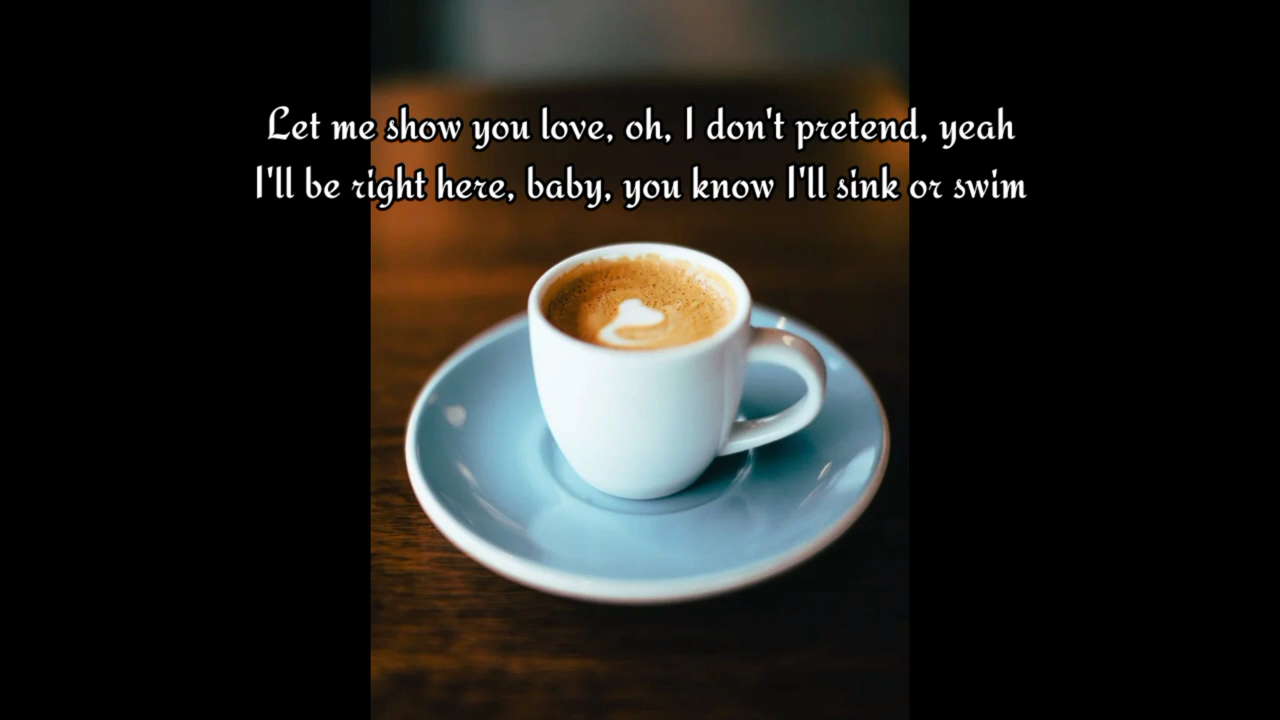 Let me show you love, oh, I don't pretend, yeah
I'll be right here, baby, you know I'll sink or swim